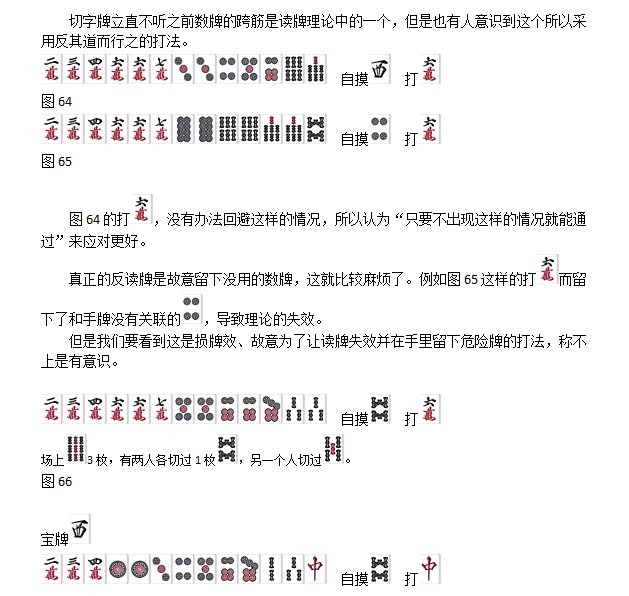 切字牌立直不听之前数牌的跨筋是读牌理论中的一个，但是也有人意识到这个所以采
用反其道而行之的打法。
二萬 三萬 四萬 六萬 六萬 七萬 自摸 西 打 六萬
图 64
二萬 三萬 四萬 六萬 六萬 七萬 自摸 打 六萬
图 65
图 64 的打 六萬，没有办法回避这样的情况，所以认为“只要不出现这样的情况就能通
过”来应对更好。
真正的反读牌是故意留下没用的数牌，这就比较麻烦了。例如图 65 这样的打 六萬 而留
下了和手牌没有关联的，导致理论的失效。
但是我们要看到这是损牌效、故意为了让读牌失效并在手里留下危险牌的打法，称不
上是有意识。
二萬 三萬 四萬 六萬 六萬 七萬 自摸 打 六萬
场上 3 枚，有两人各切过 1 枚，另一个人切过。
图 66
宝牌 西
二萬 三萬 四萬 中 自摸 打 中